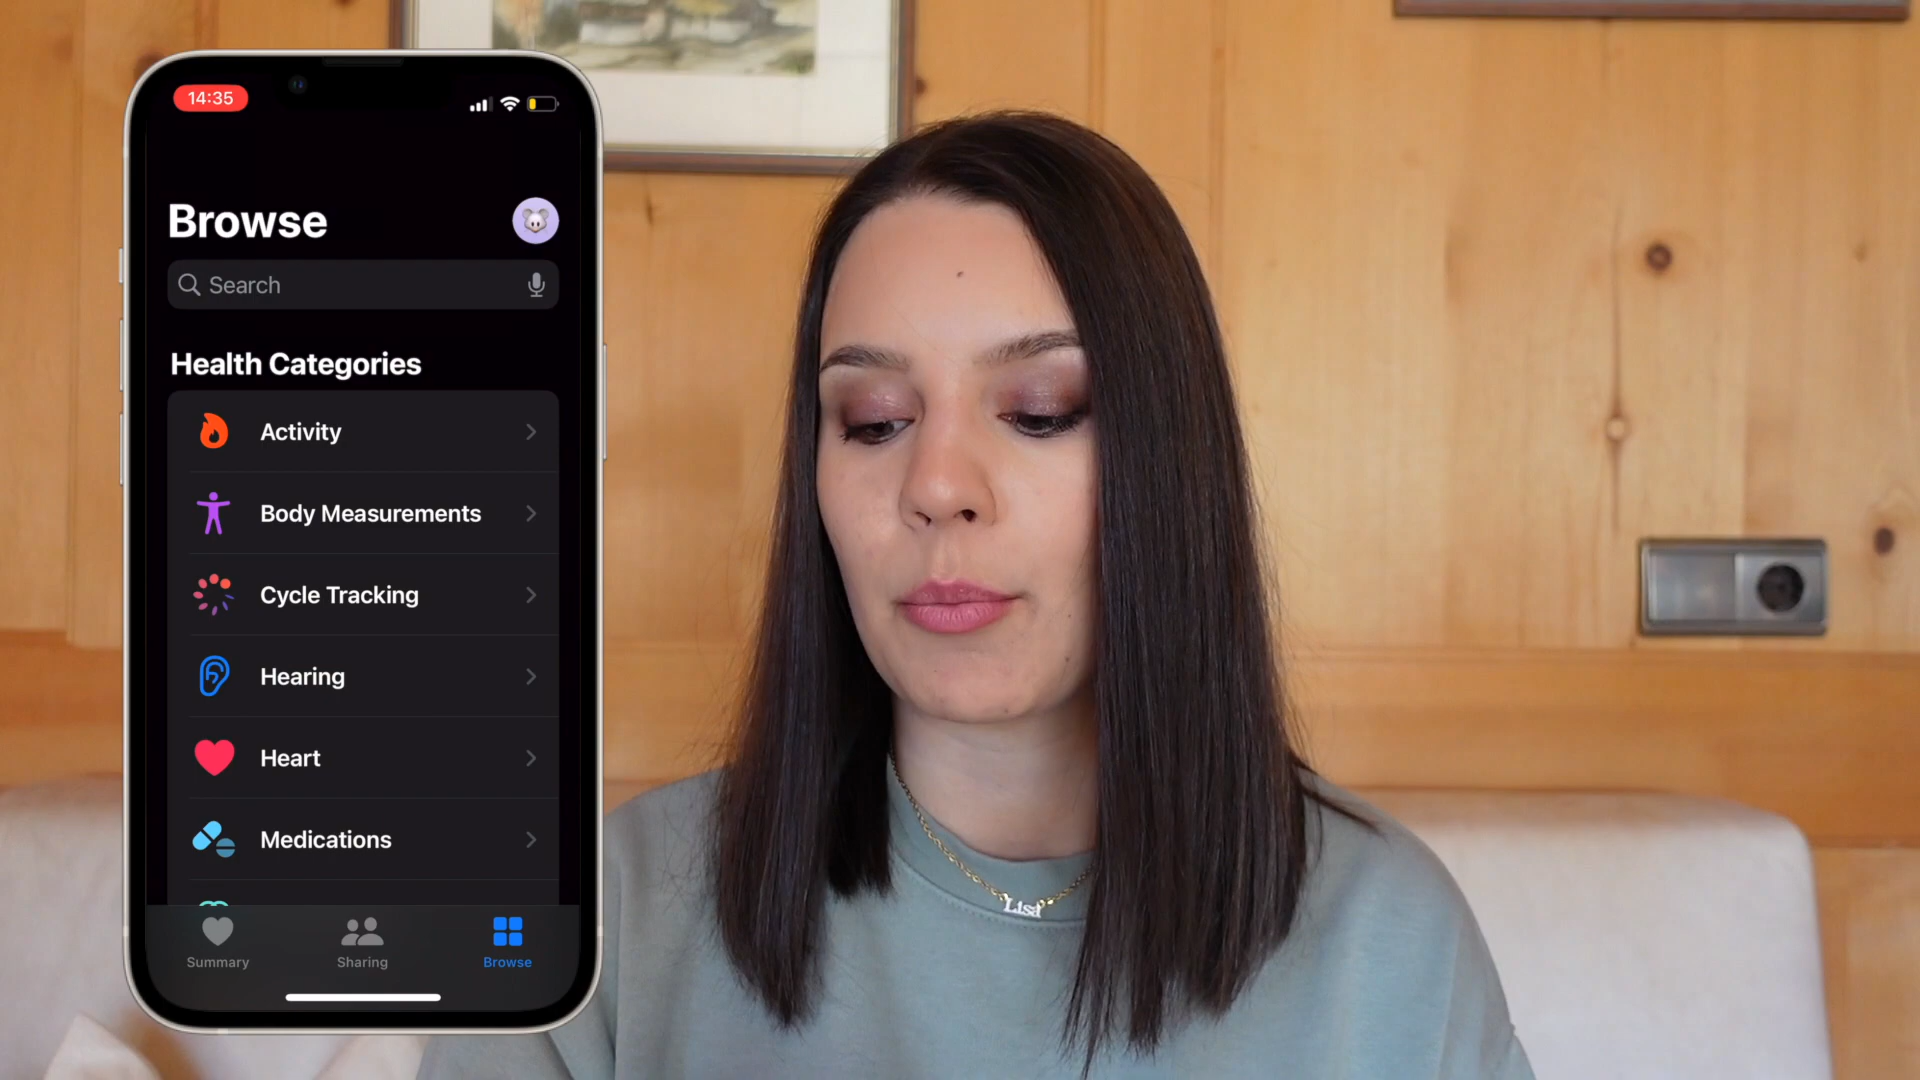 14:35
Browse
Search
Health Categories
Activity
Body Measurements
Cycle Tracking
Hearing
Heart
Medications
Summary
Sharing
Browse
Lisa